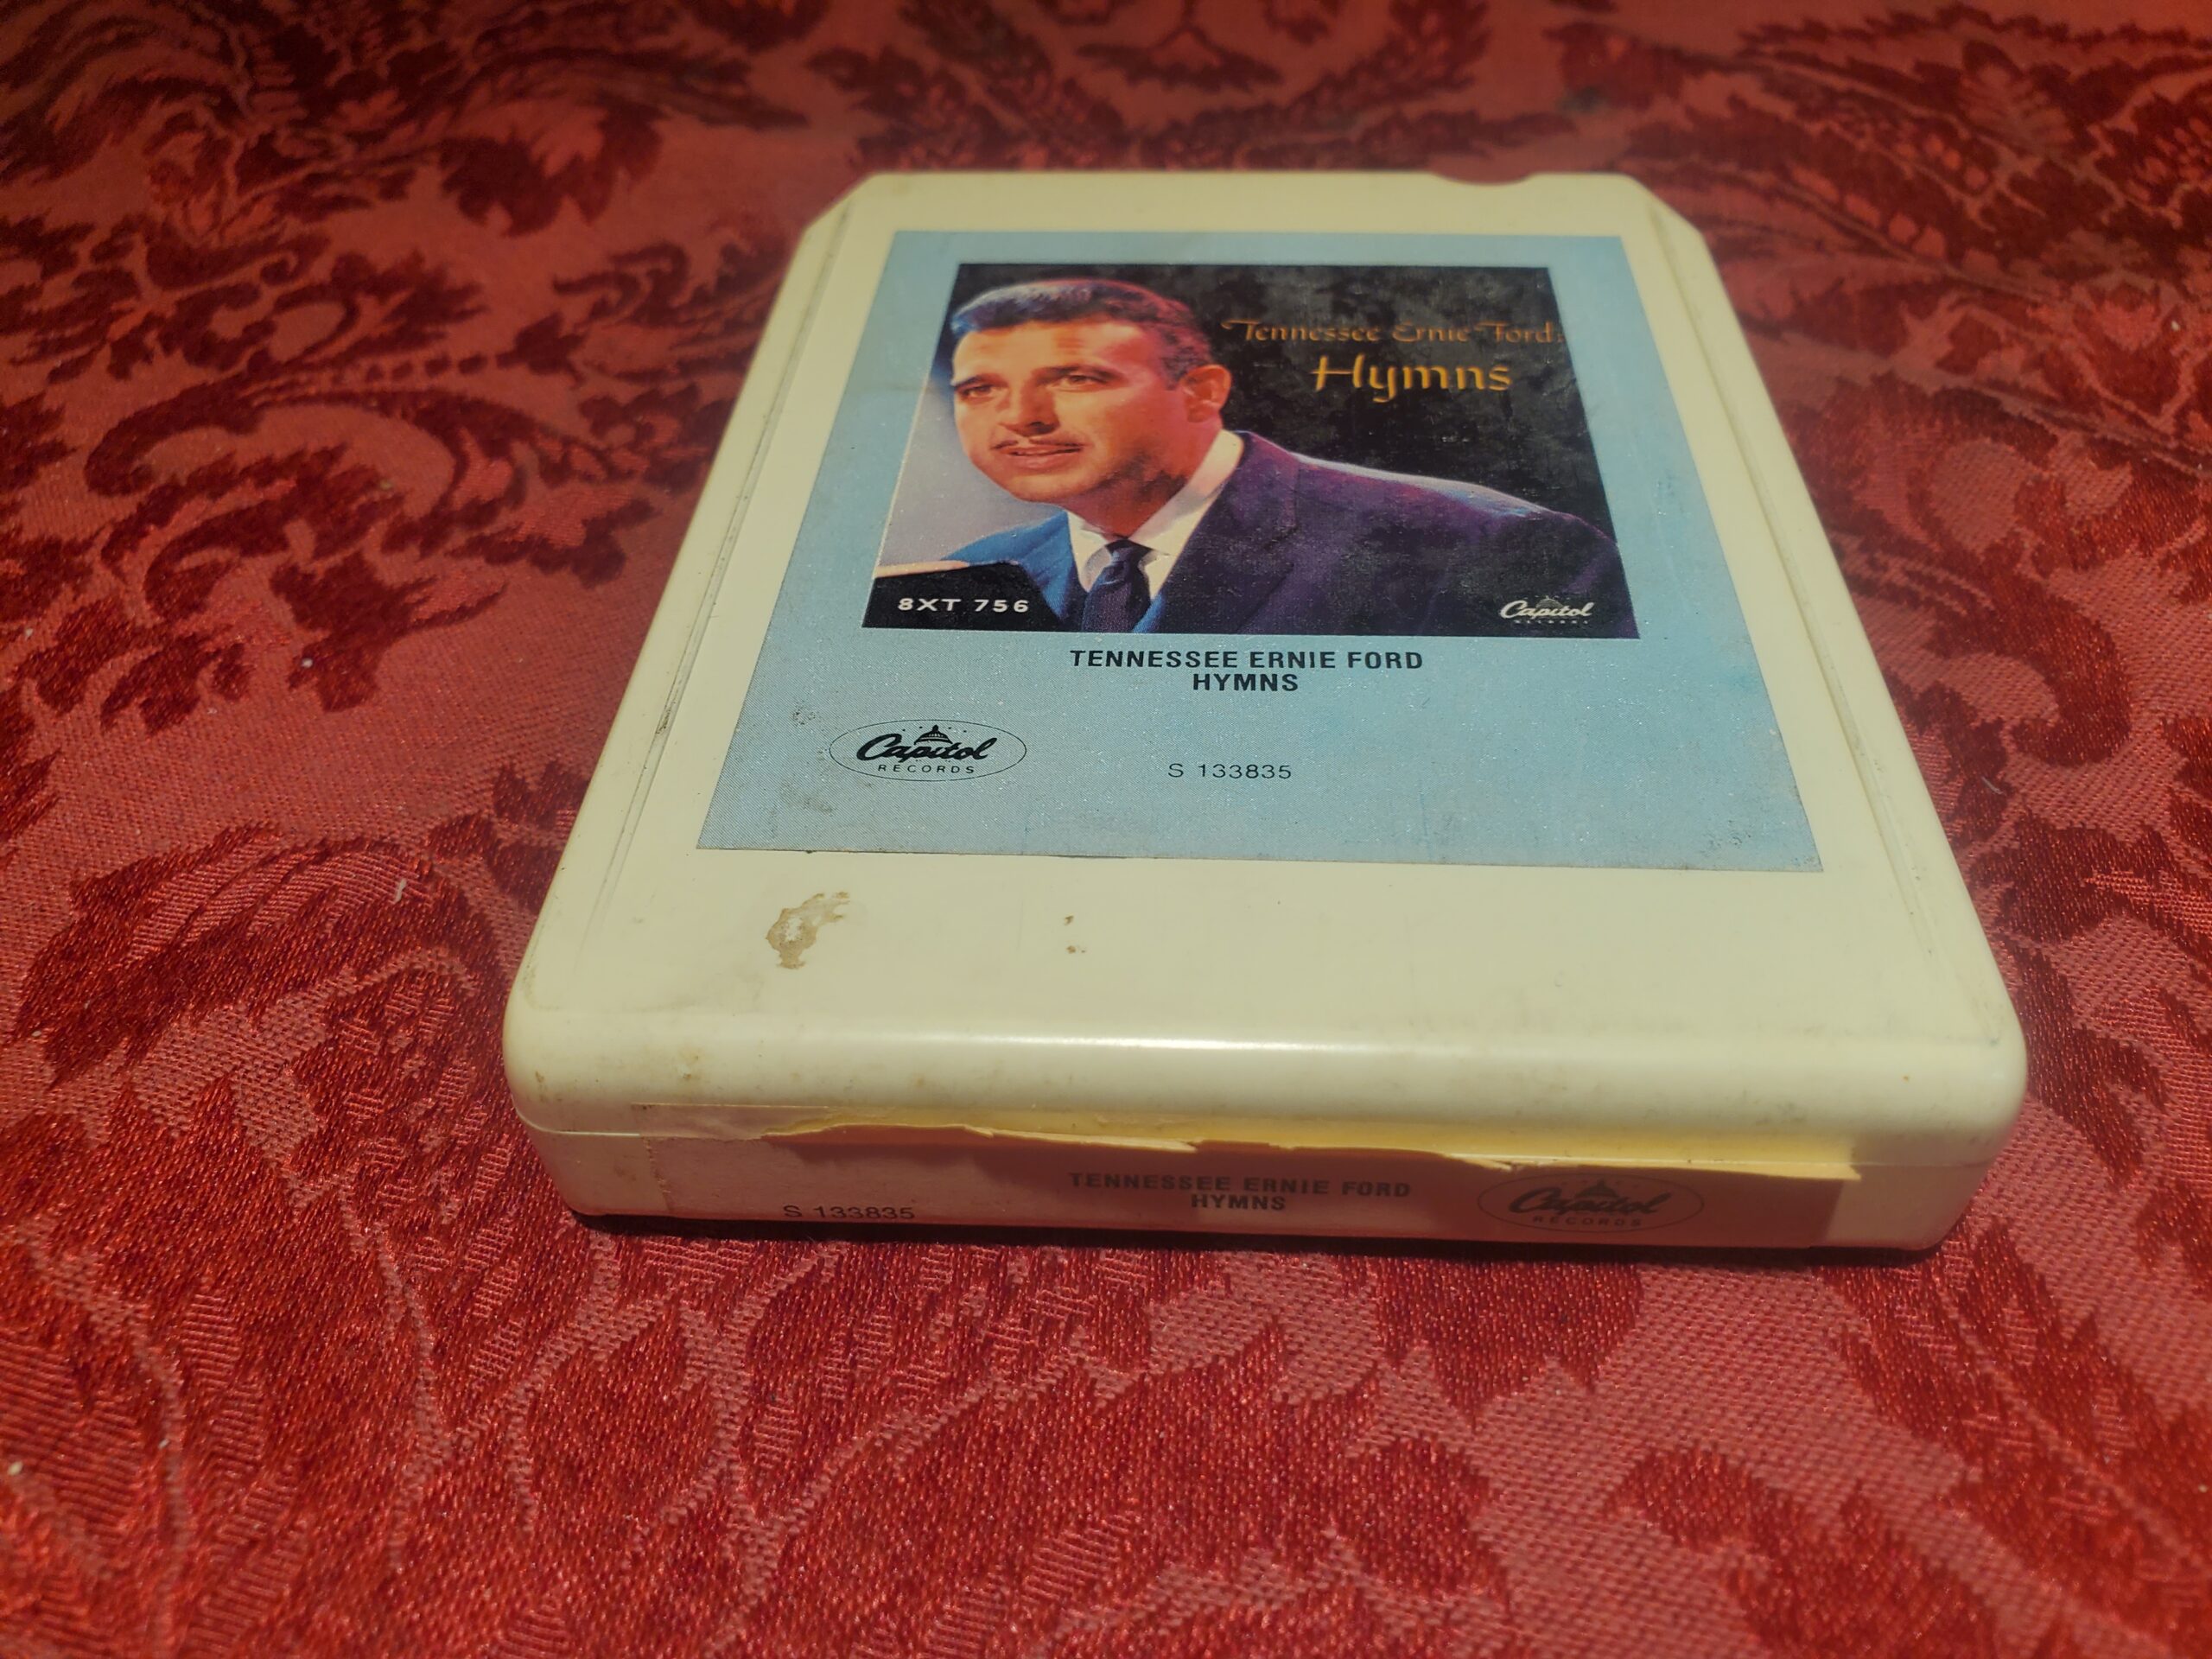 Tennessee Ernie Ford:
Hymns
8XT 756
Capitol
RECORDS
TENNESSEE ERNIE FORD
HYMNS
Capitol
RECORDS
S 133835
TENNESSEE ERNIE FORD
HYMNS
Capitol
RECORDS
S 133835